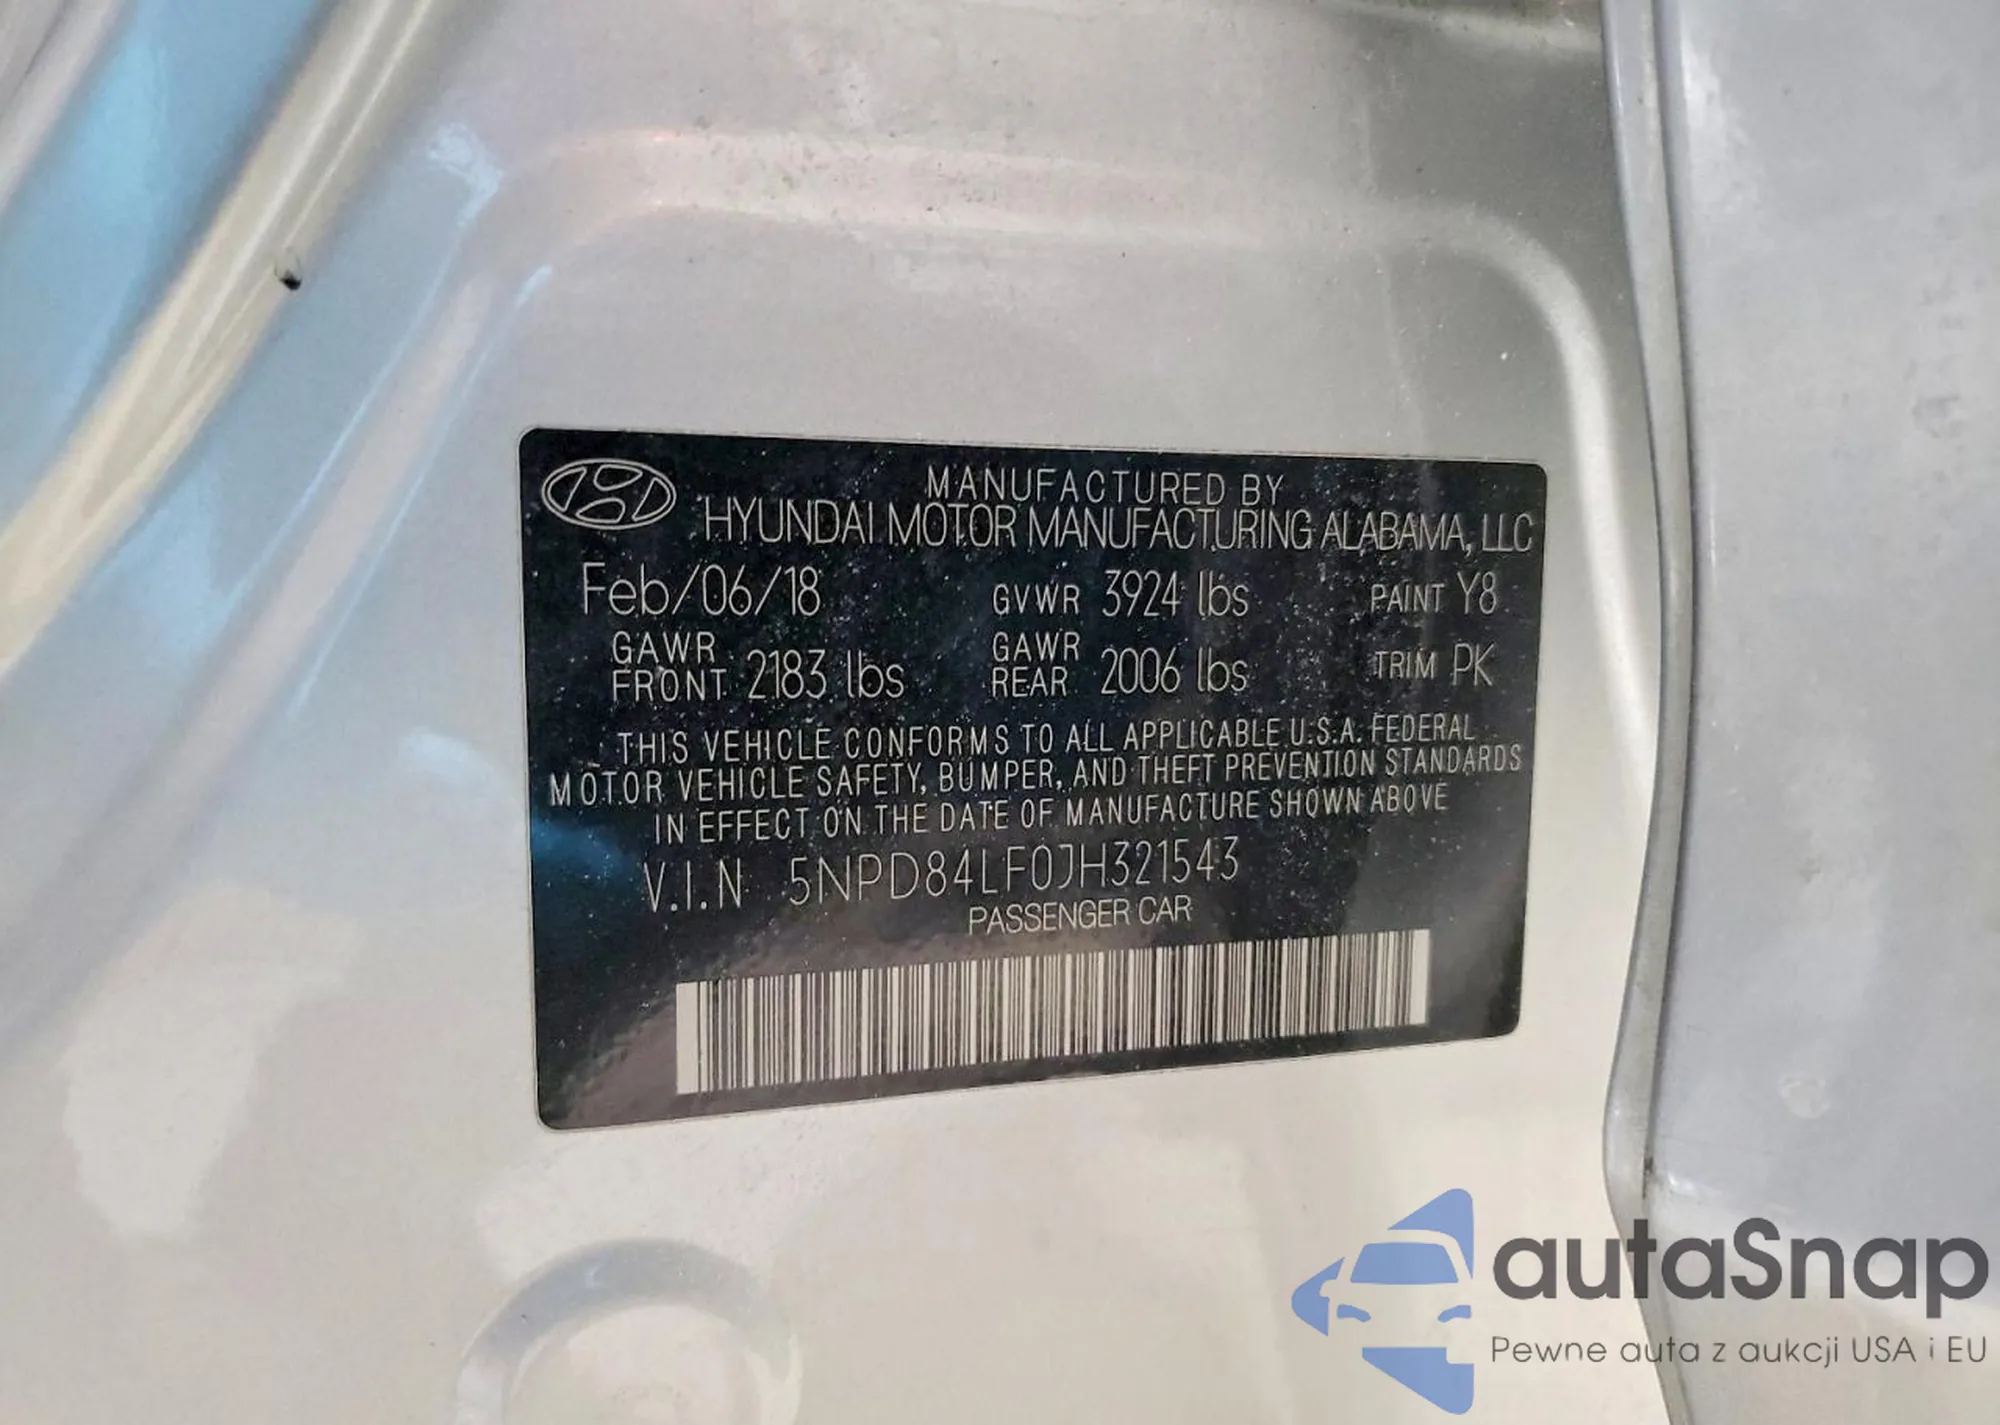 MANUFACTURED BY
HYUNDAI MOTOR MANUFACTURING ALABAMA, LLC
Feb/06/18 GVWR 3924 lbs PAINT Y8
GAWR FRONT 2183 lbs GAWR REAR 2006 lbs TRIM PK
THIS VEHICLE CONFORMS TO ALL APPLICABLE U.S.A. FEDERAL
MOTOR VEHICLE SAFETY, BUMPER, AND THEFT PREVENTION STANDARDS
IN EFFECT ON THE DATE OF MANUFACTURE SHOWN ABOVE
V.I.N 5NPD84LF0JH321543
PASSENGER CAR
autaSnap
Pewne auta z aukcji USA i EU